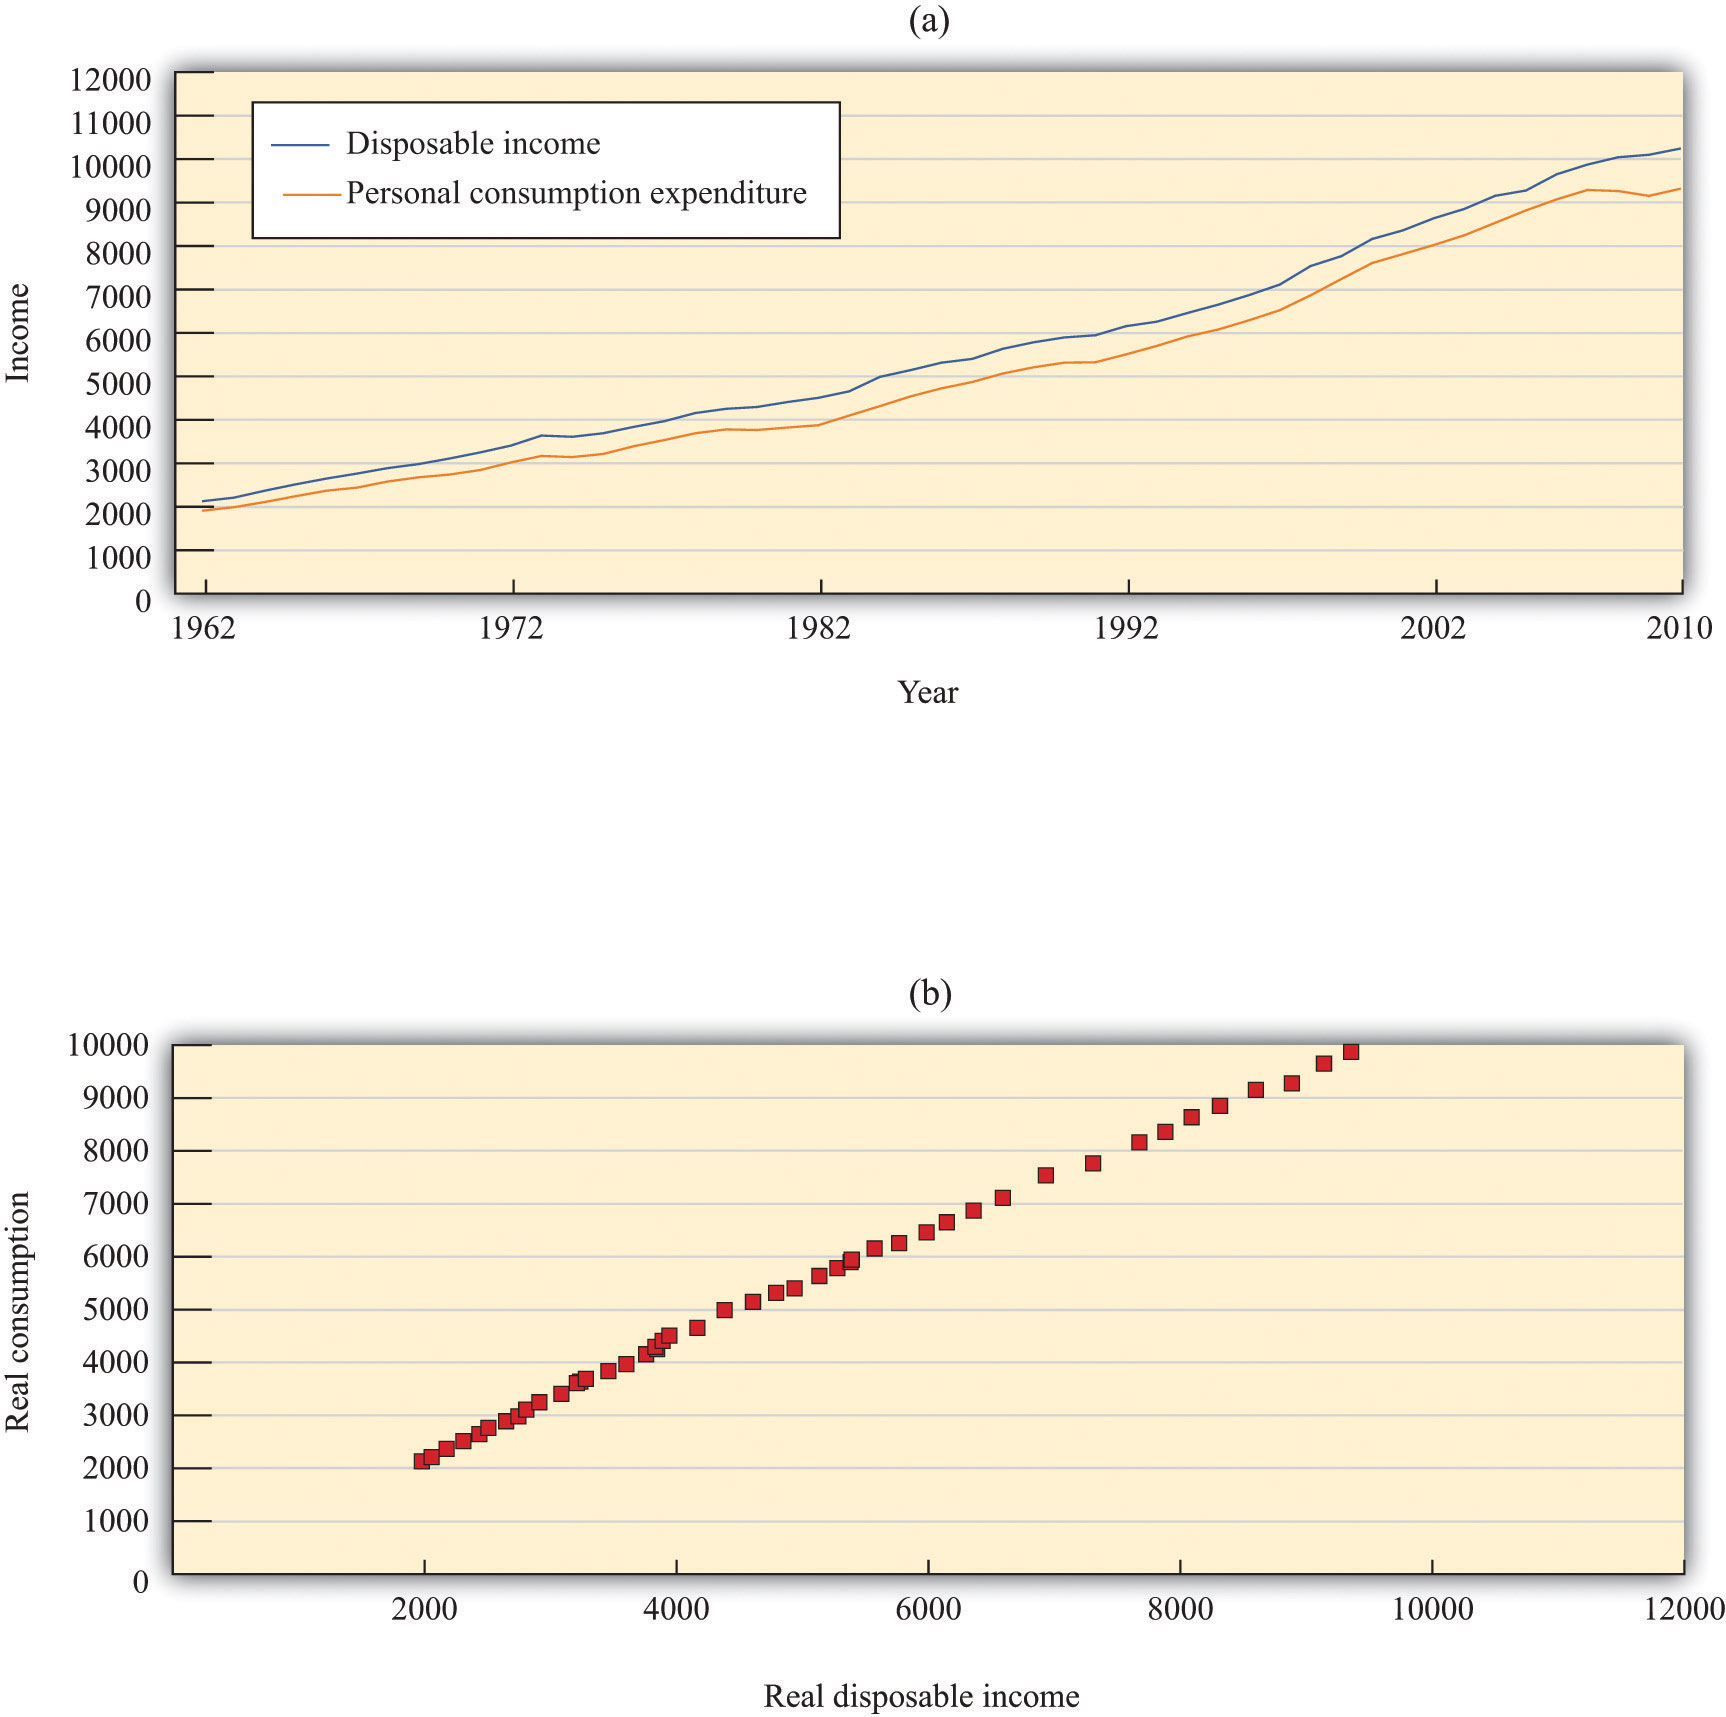 (a)
12000
11000
10000
9000
8000
7000
6000
5000
4000
3000
2000
1000
0
Income
Disposable income
Personal consumption expenditure
1962 1972 1982 1992 2002 2010
Year
(b)
10000
9000
8000
7000
6000
5000
4000
3000
2000
1000
0
Real consumption
2000 4000 6000 8000 10000 12000
Real disposable income